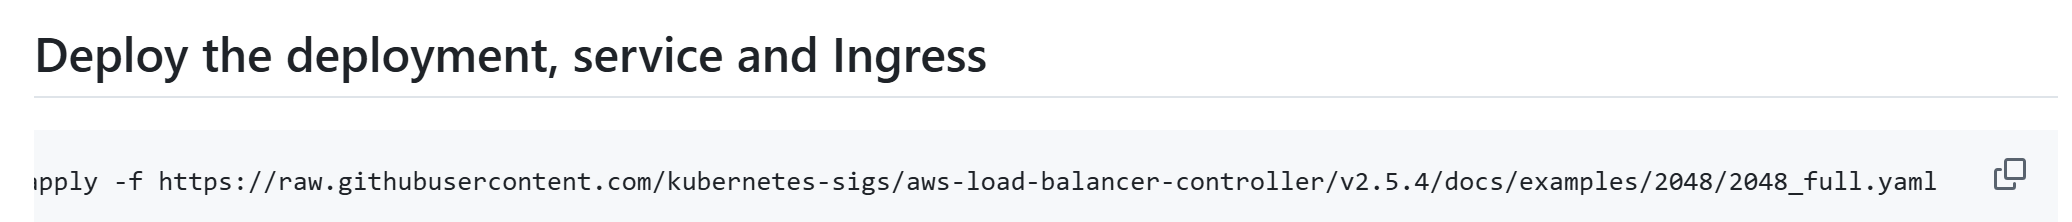 Deploy the deployment, service and Ingress
apply -f https://raw.githubusercontent.com/kubernetes-sigs/aws-load-balancer-controller/v2.5.4/docs/examples/2048/2048_full.yaml